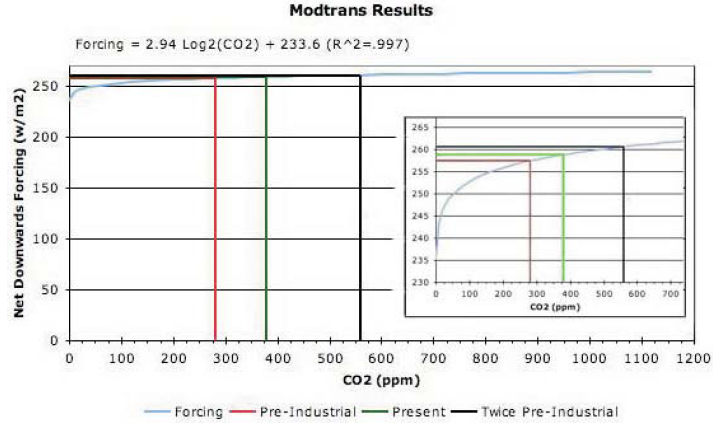 Modtrans Results
Forcing = 2.94 Log2(CO2) + 233.6 (R^2=.997)
Net Downwards Forcing (w/m2)
250
200
150
100
50
0
0 100 200 300 400 500 600 700 800 900 1000 1100 1200
CO2 (ppm)
265
260
255
250
245
240
235
230
0 100 200 300 400 500 600 700
CO2 (ppm)
Forcing Pre-Industrial Present Twice Pre-Industrial